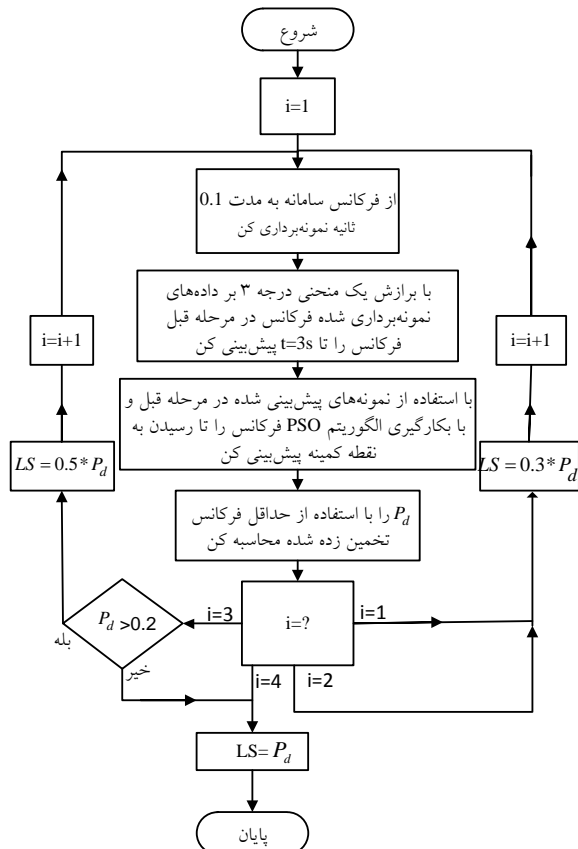 شروع
i=1
از فرکانس سامانه به مدت 0.1
ثانیه نمونه‌برداری کن
با برازش یک منحنی درجه ۳ بر داده‌های
نمونه‌برداری شده فرکانس در مرحله قبل
فرکانس را تا t=3s پیش‌بینی کن
i=i+1
i=i+1
با استفاده از نمونه‌های پیش‌بینی شده در مرحله قبل و
با بکارگیری الگوریتم PSO فرکانس را تا رسیدن به
نقطه کمینه پیش‌بینی کن
LS = 0.5* P_d
LS = 0.3* P_d
P_d را با استفاده از حداقل فرکانس
تخمین زده شده محاسبه کن
i=?
i=1
i=3
P_d >0.2
بله
خیر
i=4
i=2
LS= P_d
پایان